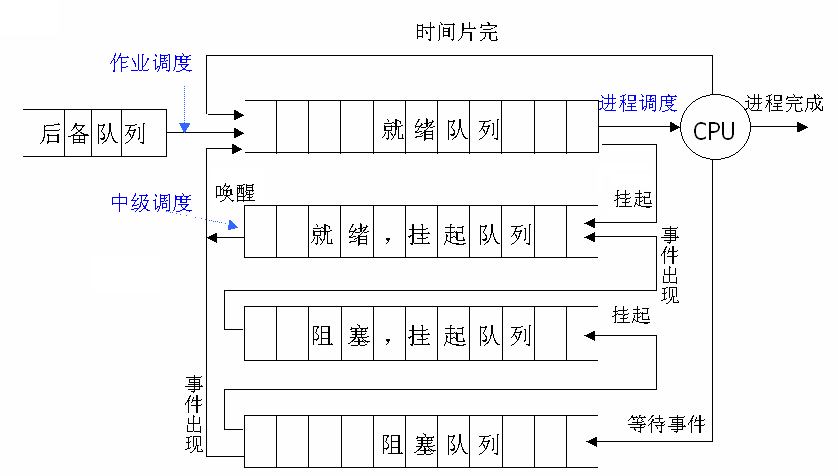 时间片完
作业调度
后备队列
就绪队列
进程调度
CPU
进程完成
唤醒
挂起
中级调度
就绪，挂起队列
事件出现
阻塞，挂起队列
挂起
事件出现
阻塞队列
等待事件